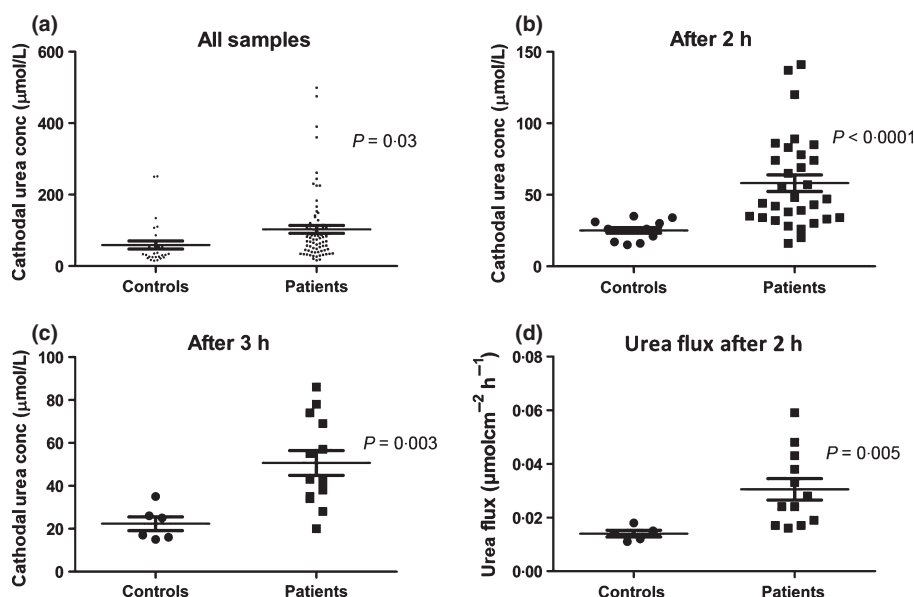 (a)
All samples
Cathodal urea conc (µmol/L)
600
400
200
0
P = 0·03
Controls
Patients
(b)
After 2 h
Cathodal urea conc (µmol/L)
150
100
50
0
P < 0·0001
Controls
Patients
(c)
After 3 h
Cathodal urea conc (µmol/L)
100
80
60
40
20
0
P = 0·003
Controls
Patients
(d)
Urea flux after 2 h
Urea flux (µmolcm⁻² h⁻¹)
0·08
0·06
0·04
0·02
0·00
P = 0·005
Controls
Patients